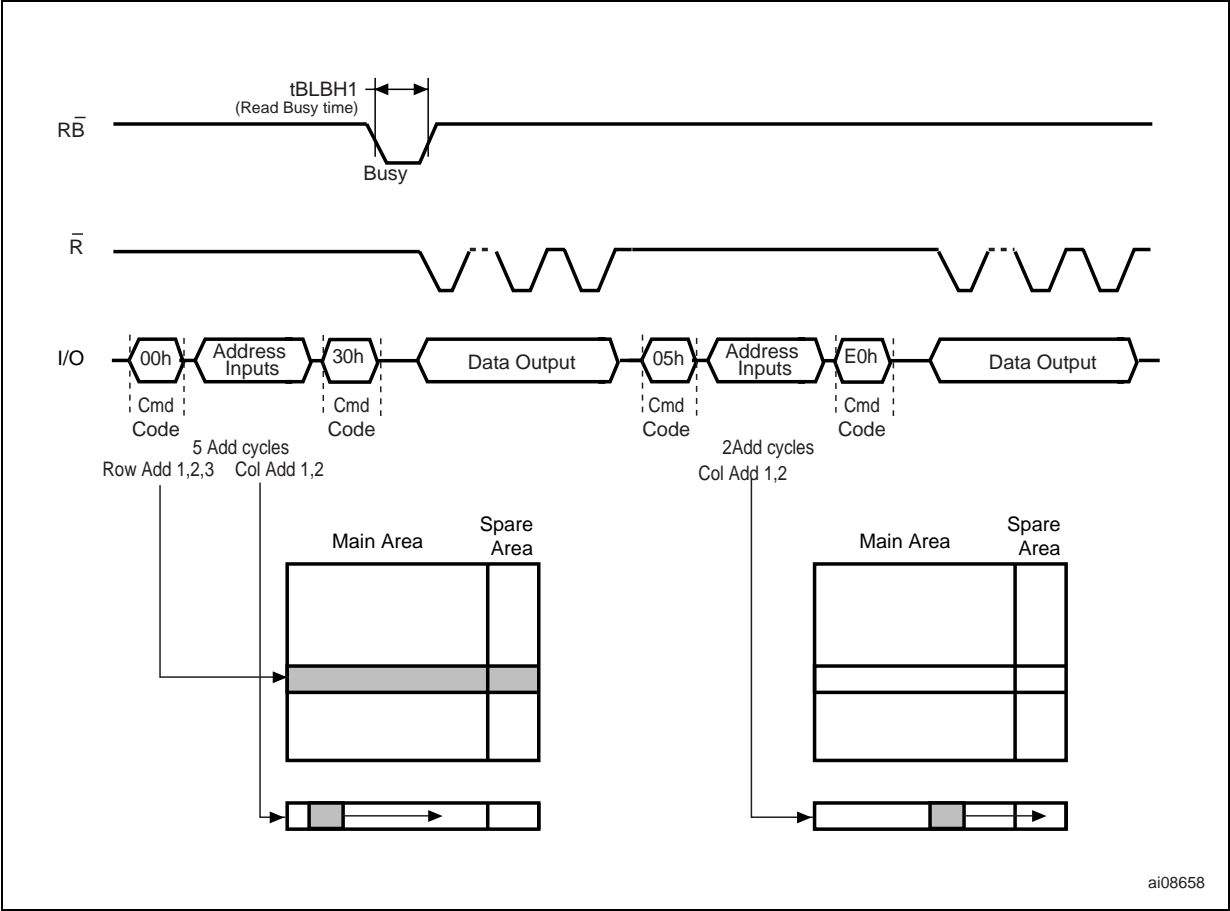 tBLBH1
(Read Busy time)
RB̅
Busy
R̅
I/O
00h
Address
Inputs
30h
Data Output
05h
Address
Inputs
E0h
Data Output
Cmd
Code
Cmd
Code
Cmd
Code
Cmd
Code
5 Add cycles
Row Add 1,2,3
Col Add 1,2
2Add cycles
Col Add 1,2
Main Area
Spare
Area
Main Area
Spare
Area
ai08658